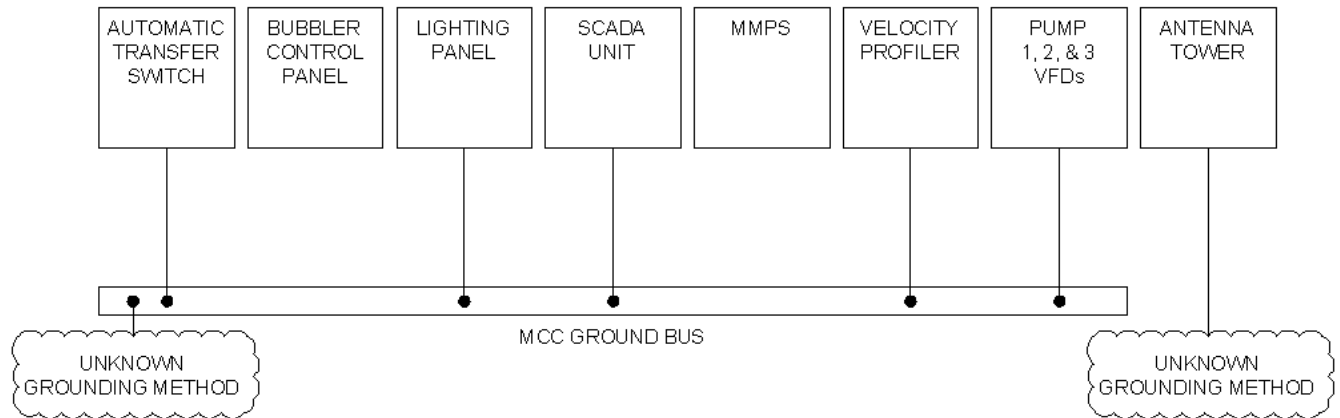 AUTOMATIC
TRANSFER
SWITCH
BUBBLER
CONTROL
PANEL
LIGHTING
PANEL
SCADA
UNIT
MMPS
VELOCITY
PROFILER
PUMP
1, 2, & 3
VFDs
ANTENNA
TOWER
MCC GROUND BUS
UNKNOWN
GROUNDING METHOD
UNKNOWN
GROUNDING METHOD